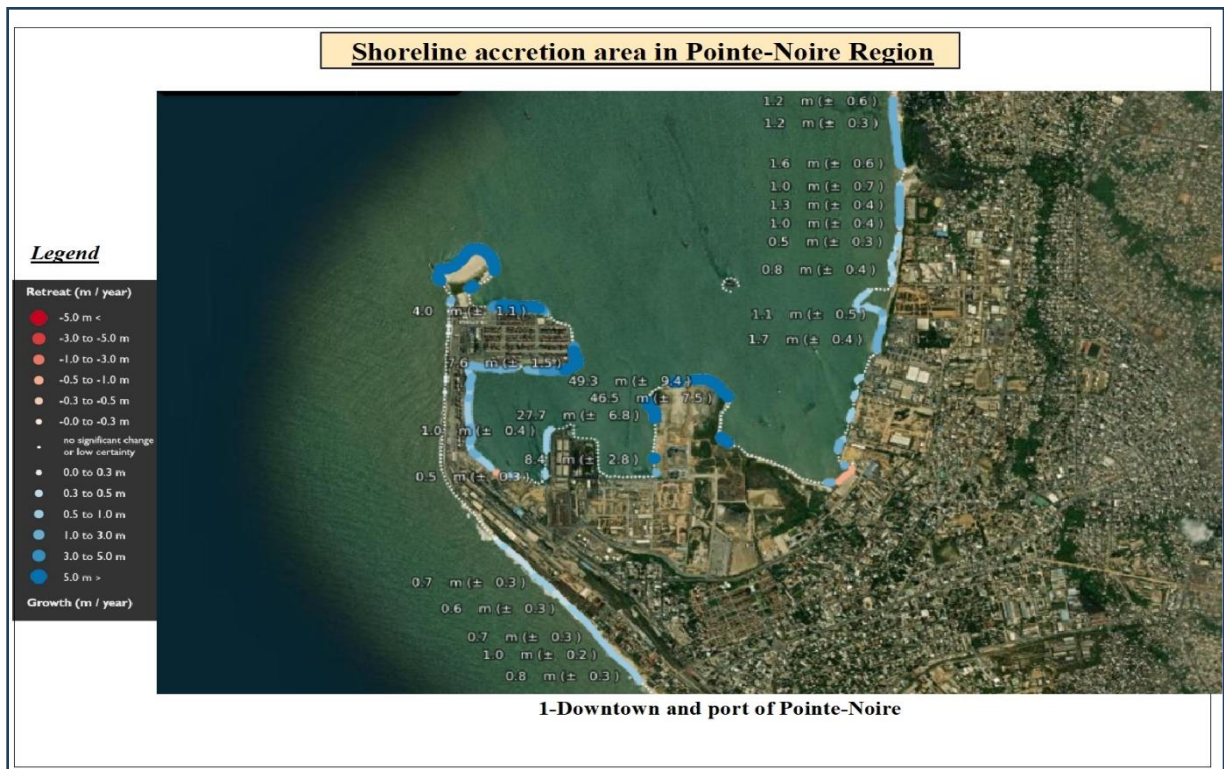 Shoreline accretion area in Pointe-Noire Region
Legend
Retreat (m / year)
-5.0 m <
-3.0 to -5.0 m
-1.0 to -3.0 m
-0.5 to -1.0 m
-0.3 to -0.5 m
-0.0 to -0.3 m
no significant change
or low certainty
0.0 to 0.3 m
0.3 to 0.5 m
0.5 to 1.0 m
1.0 to 3.0 m
3.0 to 5.0 m
5.0 m >
Growth (m / year)
1.2 m (± 0.6)
1.2 m (± 0.3)
1.6 m (± 0.6)
1.0 m (± 0.7)
1.3 m (± 0.4)
1.0 m (± 0.4)
0.5 m (± 0.3)
0.8 m (± 0.4)
1.1 m (± 0.5)
1.7 m (± 0.4)
4.0 m (± 1.1)
7.6 m (± 1.5)
49.3 m (± 9.4)
46.5 m (± 7.5)
27.7 m (± 6.8)
1.0 m (± 0.4)
8.4 m (± 2.8)
0.5 m (± 0.3)
0.7 m (± 0.3)
0.6 m (± 0.3)
0.7 m (± 0.3)
1.0 m (± 0.2)
0.8 m (± 0.3)
1-Downtown and port of Pointe-Noire